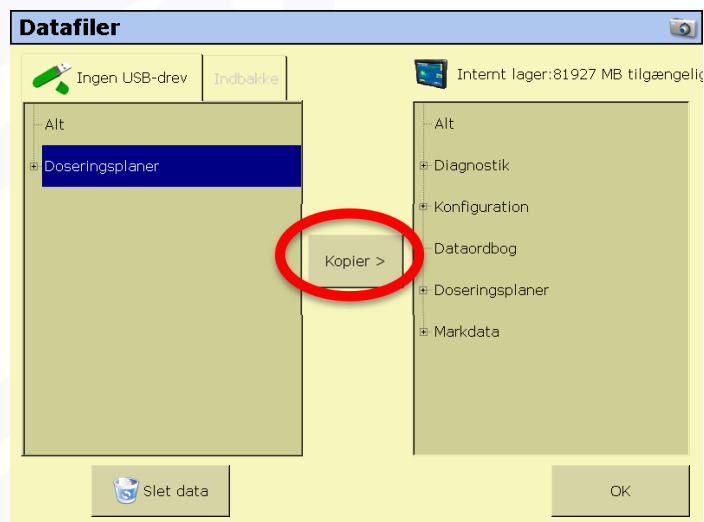 Datafiler
Ingen USB-drev
Indbakke
Internt lager:81927 MB tilgængelig
Alt
Doseringsplaner
Kopier >
Alt
Diagnostik
Konfiguration
Dataordbog
Doseringsplaner
Markdata
Slet data
OK